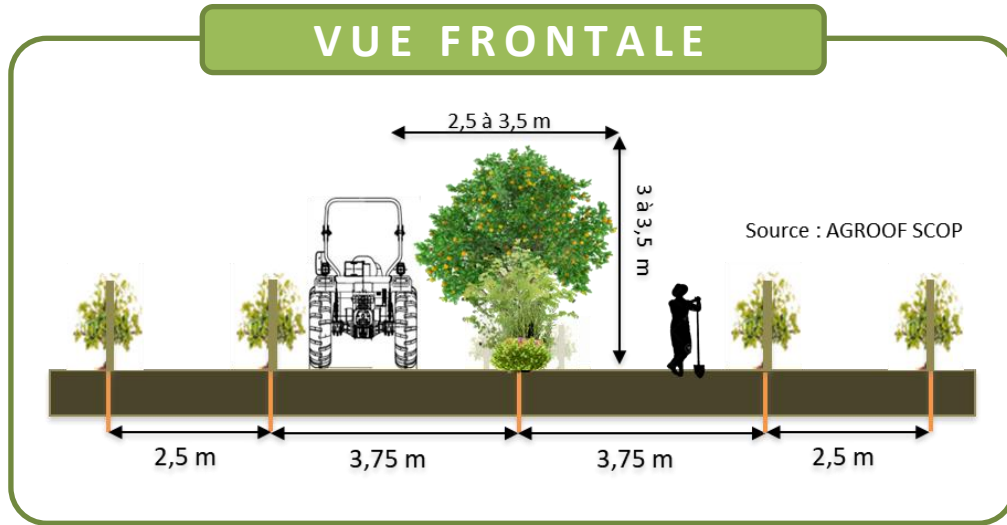 VUE FRONTALE
2,5 à 3,5 m
3 à 3,5 m
Source : AGROOF SCOP
2,5 m
3,75 m
3,75 m
2,5 m